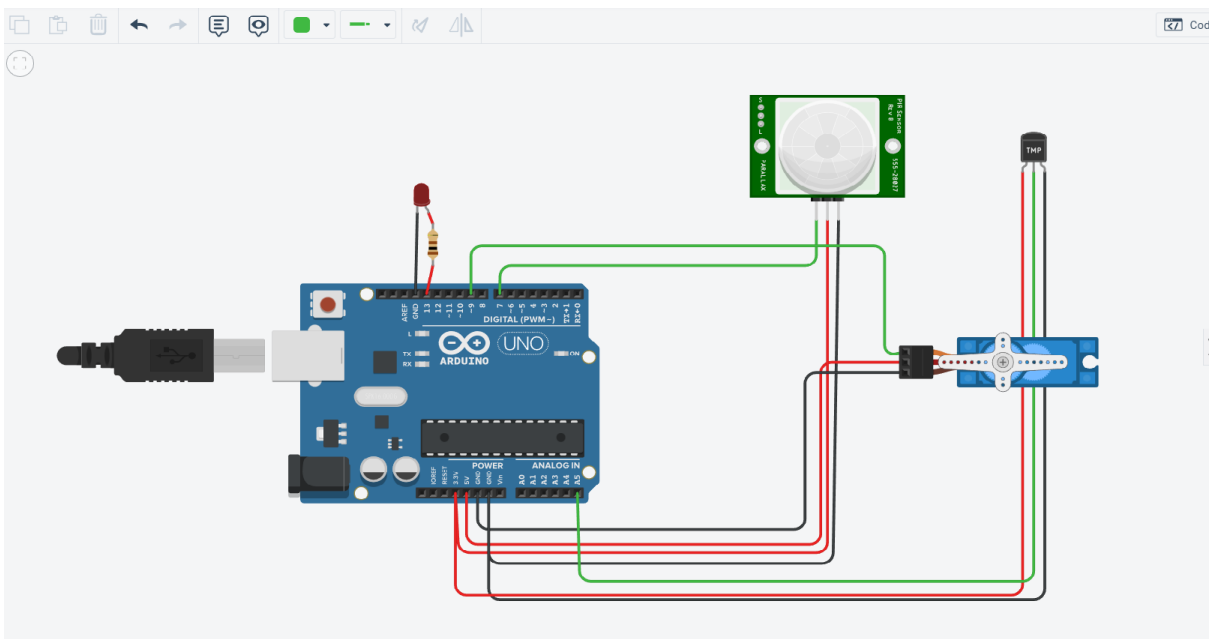 Cod
S
L
PIR SENSOR
Rev B
PARALLAX
555-28027
TMP
AREF
GND
13
12
~11
~10
~9
8
7
~6
~5
4
~3
2
TX→1
RX←0
DIGITAL (PWM~)
L
TX
RX
ARDUINO
UNO
ON
POWER
ANALOG IN
IOREF
RESET
3.3V
5V
GND
GND
Vin
A0
A1
A2
A3
A4
A5